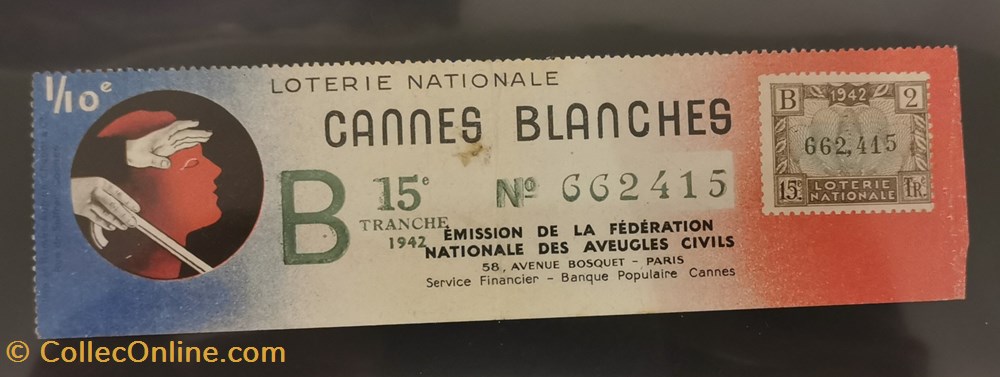 1/10e
LOTERIE NATIONALE
CANNES BLANCHES
B
15e
TRANCHE
1942
No 662415
ÉMISSION DE LA FÉDÉRATION
NATIONALE DES AVEUGLES CIVILS
58, AVENUE BOSQUET - PARIS
Service Financier - Banque Populaire Cannes
B 1942 2
662,415
15e LOTERIE NATIONALE TRe
© CollecOnline.com